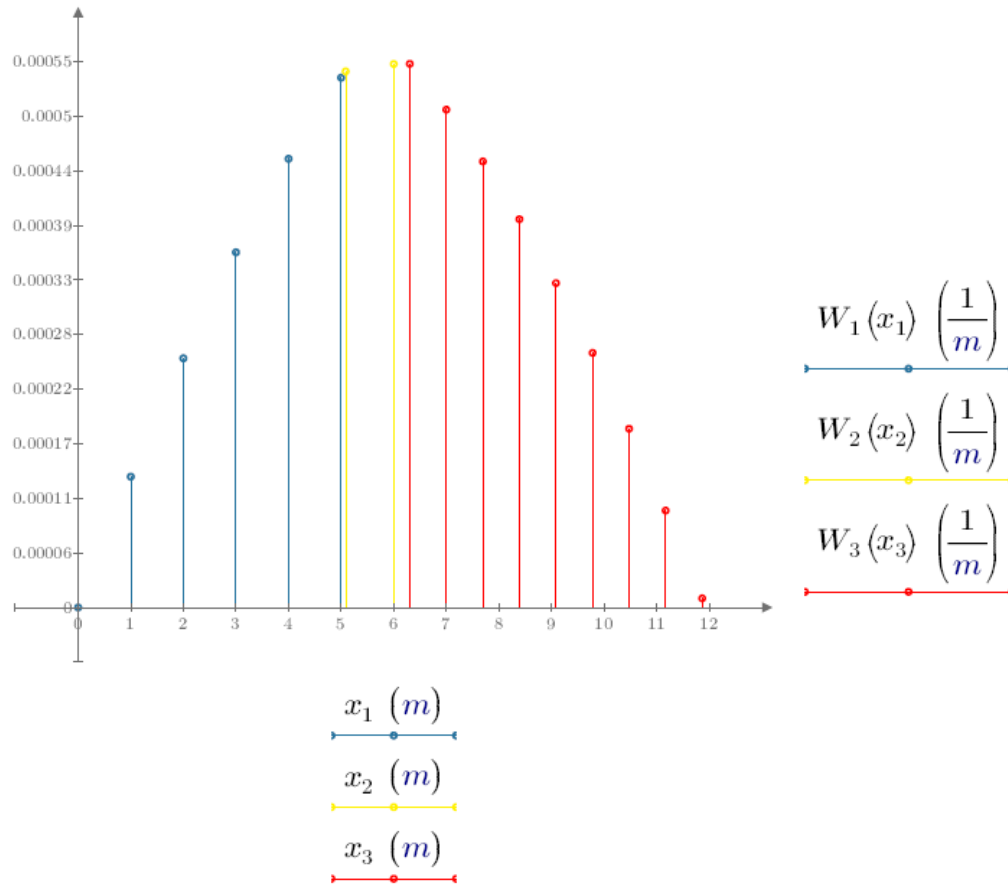 0.00055
0.0005
0.00044
0.00039
0.00033
0.00028
0.00022
0.00017
0.00011
0.00006
0
0 1 2 3 4 5 6 7 8 9 10 11 12
W₁(x₁) (1/m)
W₂(x₂) (1/m)
W₃(x₃) (1/m)
x₁ (m)
x₂ (m)
x₃ (m)